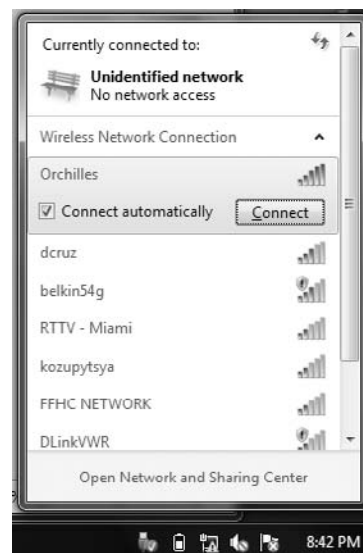 Currently connected to:
Unidentified network
No network access
Wireless Network Connection
Orchilles
Connect automatically Connect
dcruz
belkin54g
RTTV - Miami
kozupytsya
FFHC NETWORK
DLinkVWR
Open Network and Sharing Center
8:42 PM